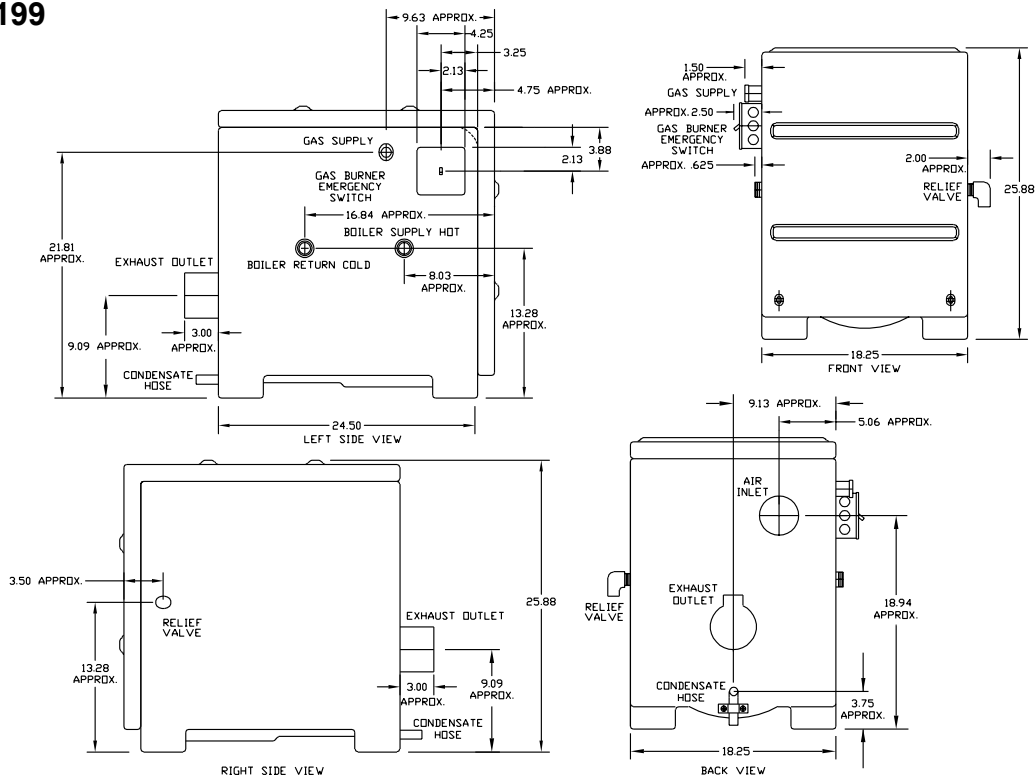 199
9.63 APPROX.
4.25
3.25
2.13
4.75 APPROX.
GAS SUPPLY
3.88
2.13
GAS BURNER
EMERGENCY
SWITCH
16.84 APPROX.
BOILER SUPPLY HOT
21.81
APPROX.
EXHAUST OUTLET
BOILER RETURN COLD
8.03
APPROX.
13.28
APPROX.
3.00
APPROX.
9.09 APPROX.
CONDENSATE
HOSE
24.50
LEFT SIDE VIEW
1.50
APPROX.
GAS SUPPLY
APPROX. 2.50
GAS BURNER
EMERGENCY
SWITCH
APPROX. .625
2.00
APPROX.
RELIEF
VALVE
25.88
18.25
FRONT VIEW
3.50 APPROX.
RELIEF
VALVE
25.88
EXHAUST OUTLET
13.28
APPROX.
3.00
APPROX.
9.09
APPROX.
CONDENSATE
HOSE
RIGHT SIDE VIEW
9.13 APPROX.
5.06 APPROX.
AIR
INLET
EXHAUST
OUTLET
RELIEF
VALVE
18.94
APPROX.
CONDENSATE
HOSE
3.75
APPROX.
18.25
BACK VIEW